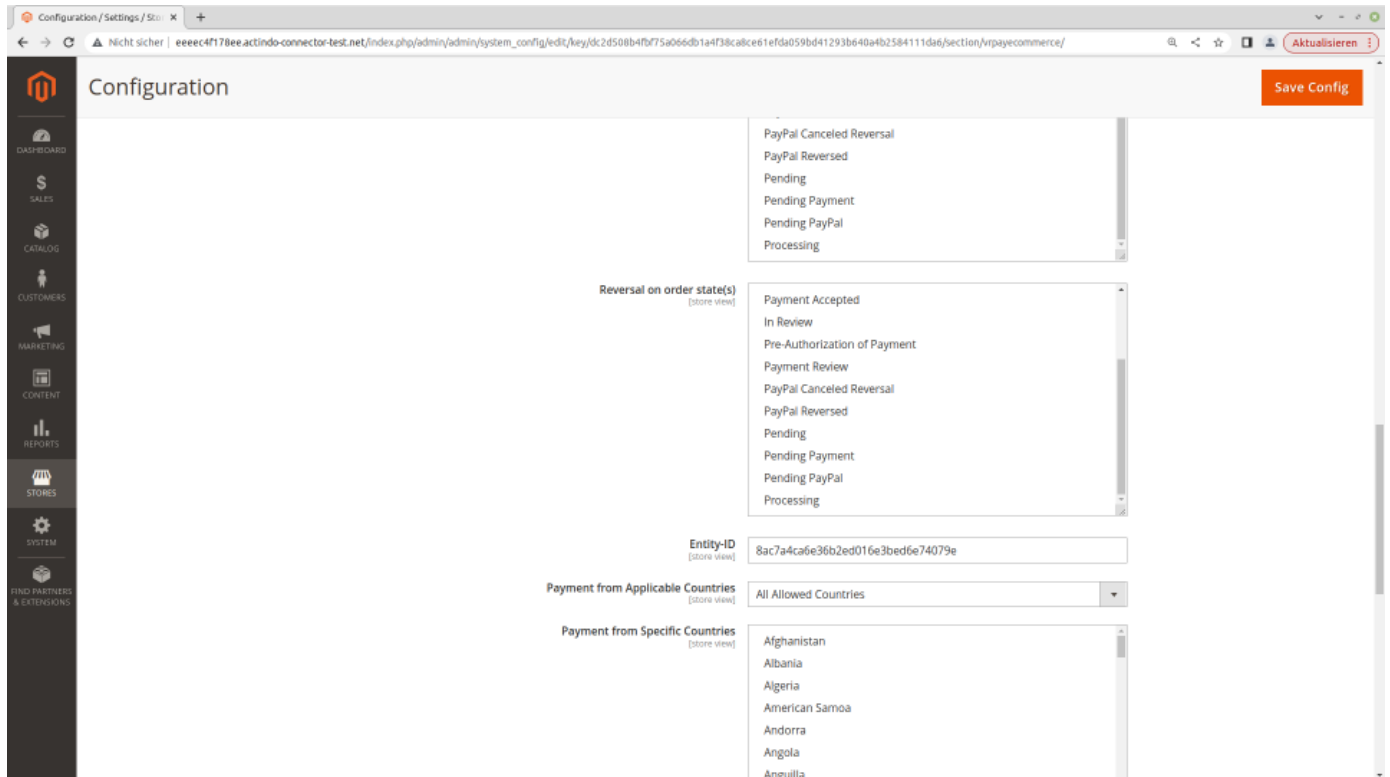 Configuration / Settings / Sto
Nicht sicher | eeeec4f178ee.actindo-connector-test.net/index.php/admin/admin/system_config/edit/key/dc2d508b4fbf75a066db1a4f38ca8ce61efda059bd41293b640a4b2584111da6/section/vrpayecommerce/
Aktualisieren
Configuration
Save Config
DASHBOARD
SALES
CATALOG
CUSTOMERS
MARKETING
CONTENT
REPORTS
STORES
SYSTEM
FIND PARTNERS
& EXTENSIONS
PayPal Canceled Reversal
PayPal Reversed
Pending
Pending Payment
Pending PayPal
Processing
Reversal on order state(s)
[store view]
Payment Accepted
In Review
Pre-Authorization of Payment
Payment Review
PayPal Canceled Reversal
PayPal Reversed
Pending
Pending Payment
Pending PayPal
Processing
Entity-ID
[store view]
8ac7a4ca6e36b2ed016e3bed6e74079e
Payment from Applicable Countries
[store view]
All Allowed Countries
Payment from Specific Countries
[store view]
Afghanistan
Albania
Algeria
American Samoa
Andorra
Angola
Anguilla